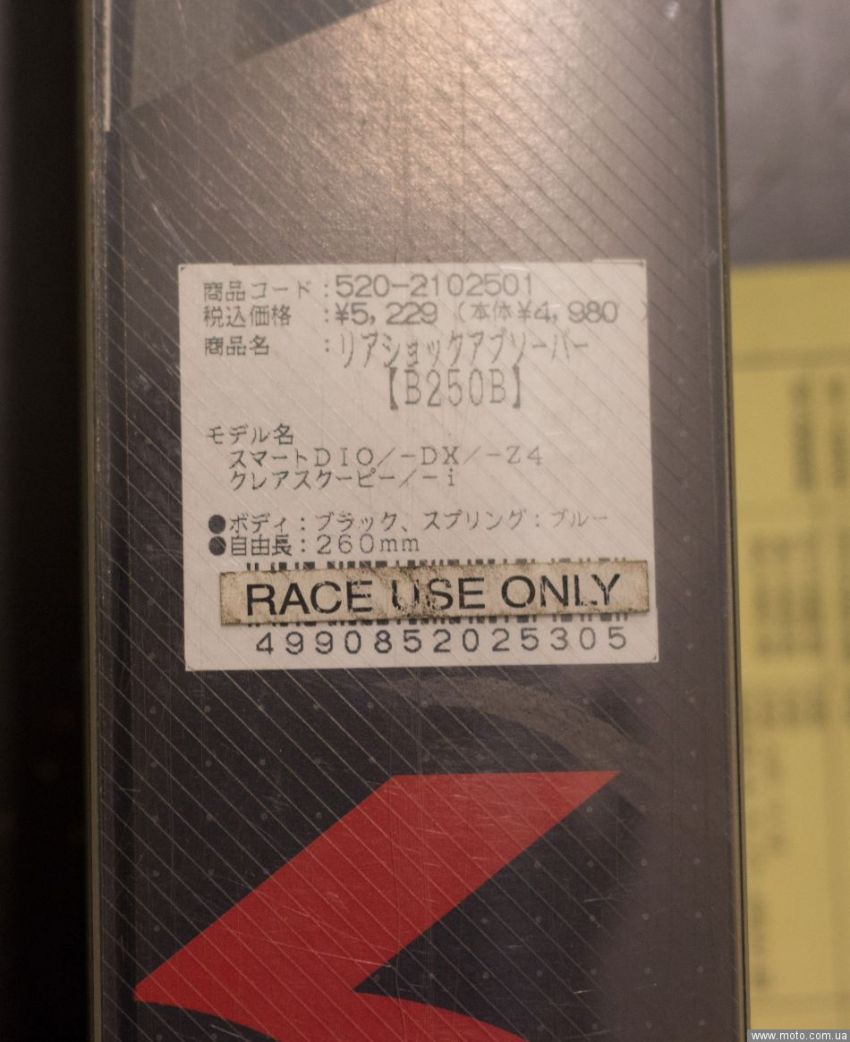 商品コード：520-2102501
税込価格　：¥5，229（本体¥4，980）
商品名　　：リアショックアブソーバー
【B250B】
モデル名
スマートDIO／-DX／-Z4
クレアスクーピー／-i
●ボディ：ブラック、スプリング：ブルー
●自由長：260mm
RACE USE ONLY
4990852025305
www.moto.com.ua